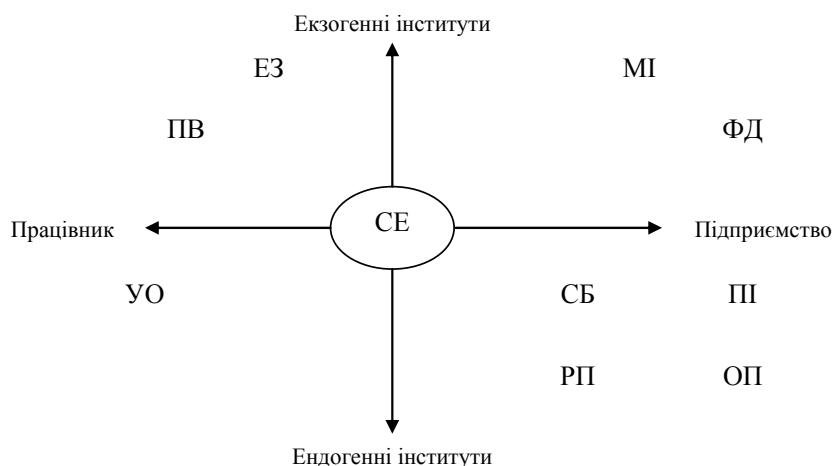 Екзогенні інститути
ЕЗ МІ
ПВ ФД
Працівник СЕ Підприємство
УО СБ ПІ
РП ОП
Ендогенні інститути